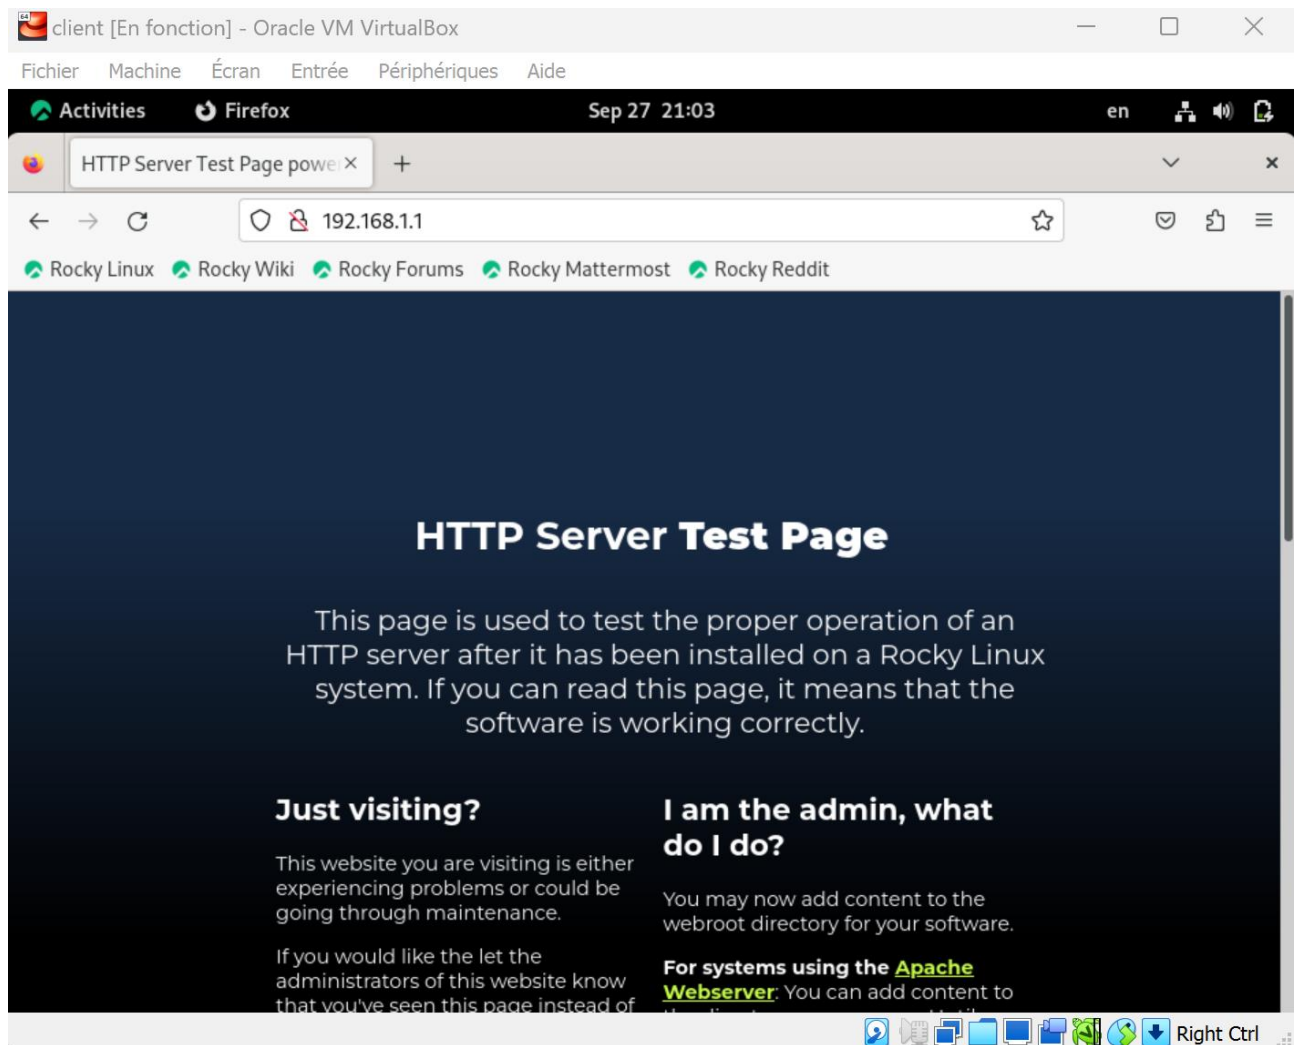 client [En fonction] - Oracle VM VirtualBox
Fichier Machine Écran Entrée Périphériques Aide
Activities Firefox Sep 27 21:03 en
HTTP Server Test Page powe
192.168.1.1
Rocky Linux Rocky Wiki Rocky Forums Rocky Mattermost Rocky Reddit
HTTP Server Test Page
This page is used to test the proper operation of an
HTTP server after it has been installed on a Rocky Linux
system. If you can read this page, it means that the
software is working correctly.
Just visiting?
This website you are visiting is either
experiencing problems or could be
going through maintenance.
If you would like the let the
administrators of this website know
that you've seen this page instead of
I am the admin, what
do I do?
You may now add content to the
webroot directory for your software.
For systems using the Apache
Webserver: You can add content to
Right Ctrl